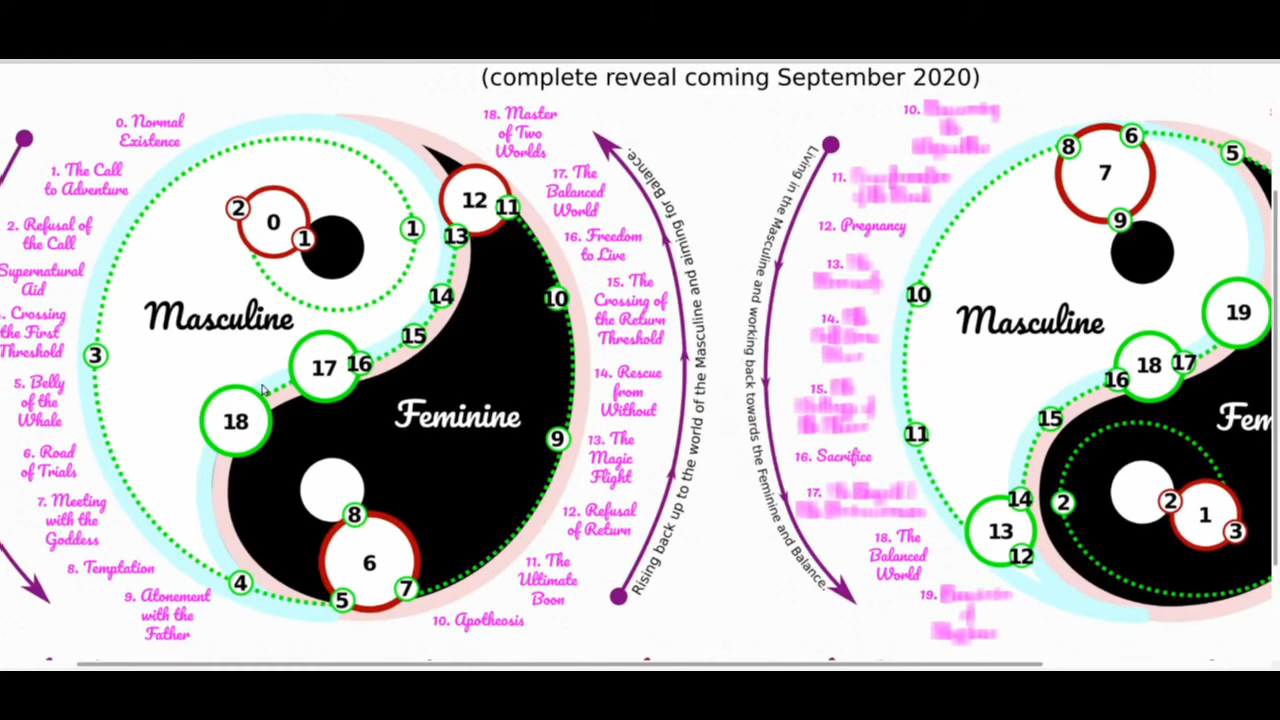 (complete reveal coming September 2020)
0. Normal
Existence
1. The Call
to Adventure
2. Refusal of
the Call
Supernatural
Aid
Crossing
the First
Threshold
5. Belly
of the
Whale
6. Road
of Trials
7. Meeting
with the
Goddess
8. Temptation
9. Atonement
with the
Father
2
0
1
1
3
Masculine
4
5
6
7
8
9
10
11
12
13
14
15
16
17
18
Feminine
18. Master
of Two
Worlds
17. The
Balanced
World
16. Freedom
to Live
15. The
Crossing of
the Return
Threshold
14. Rescue
from
Without
13. The
Magic
Flight
12. Refusal
of Return
11. The
Ultimate
Boon
10. Apotheosis
Rising back up to the world of the Masculine and aiming for Balance.
Living in the Masculine and working back towards the Feminine and Balance.
10.
11.
12. Pregnancy
13.
14.
15.
16. Sacrifice
17.
18. The
Balanced
World
19.
8
6
7
9
5
10
19
Masculine
18
17
16
15
11
Fem
14
13
12
2
2
1
3